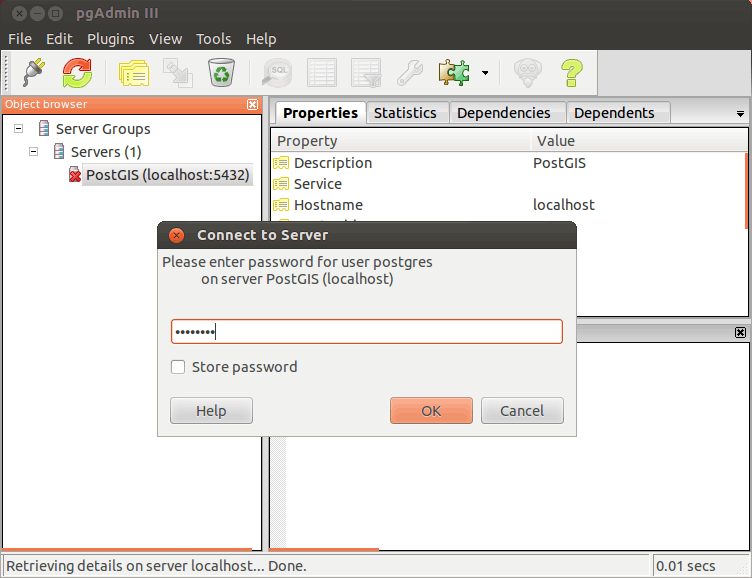 pgAdmin III
File Edit Plugins View Tools Help
SQL
Object browser
Server Groups
Servers (1)
PostGIS (localhost:5432)
Properties Statistics Dependencies Dependents
Property Value
Description PostGIS
Service
Hostname localhost
Connect to Server
Please enter password for user postgres
on server PostGIS (localhost)
••••••••
Store password
Help OK Cancel
Retrieving details on server localhost... Done. 0.01 secs